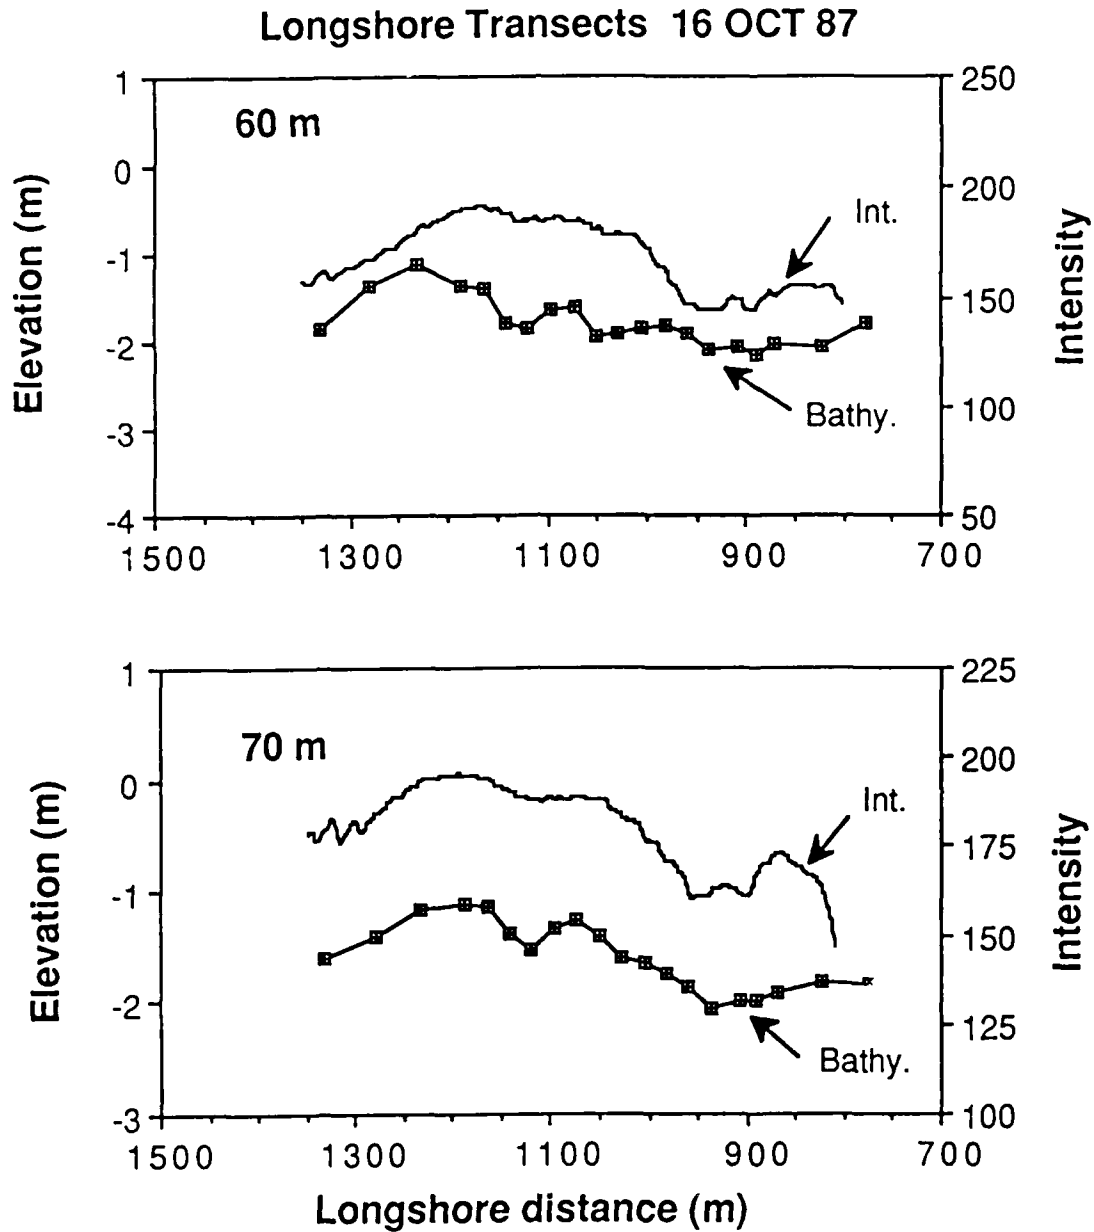 Longshore Transects 16 OCT 87
60 m
Elevation (m)
1
0
-1
-2
-3
-4
Int.
Bathy.
Intensity
250
200
150
100
50
1500 1300 1100 900 700
70 m
Elevation (m)
1
0
-1
-2
-3
Int.
Bathy.
Intensity
225
200
175
150
125
100
1500 1300 1100 900 700
Longshore distance (m)